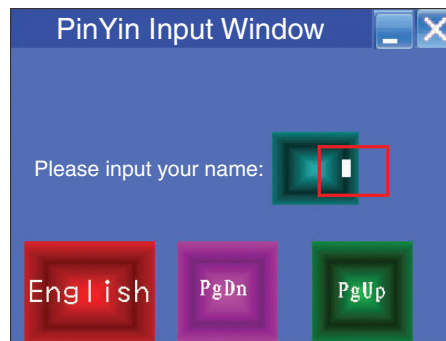 PinYin Input Window
Please input your name:
English
PgDn
PgUp